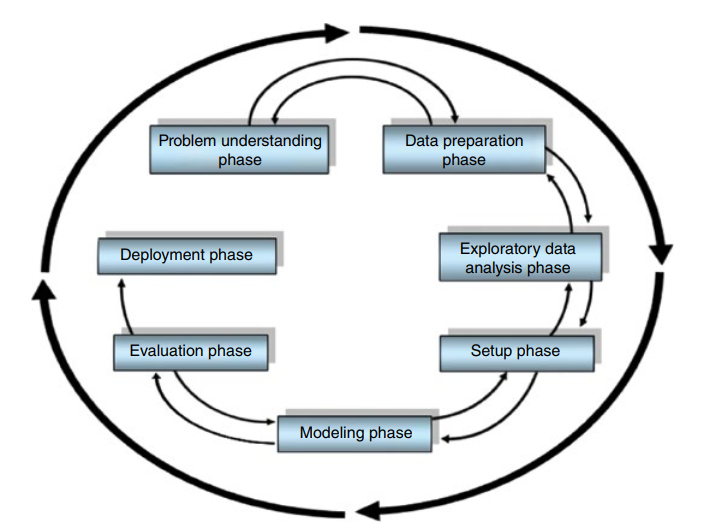 Problem understanding
phase
Data preparation
phase
Deployment phase
Exploratory data
analysis phase
Evaluation phase
Setup phase
Modeling phase